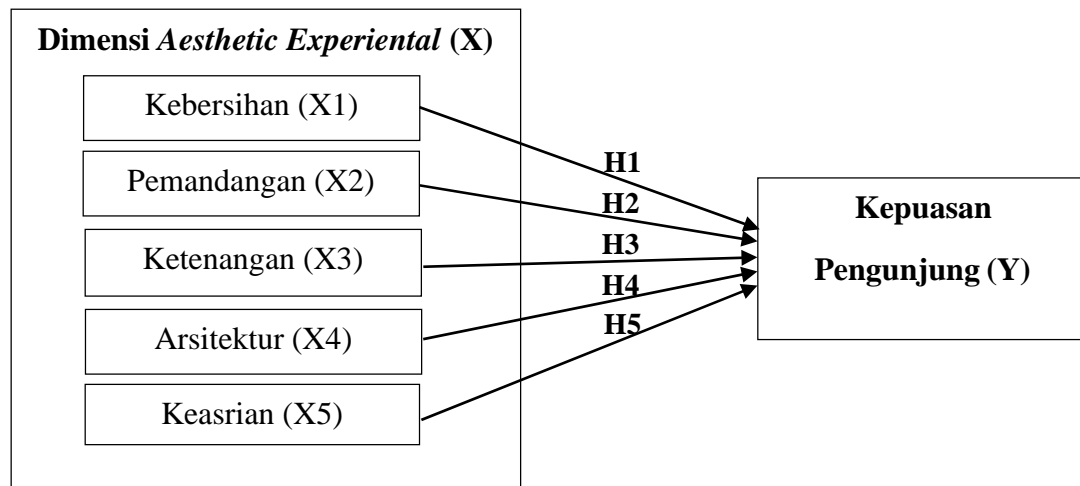 Dimensi Aesthetic Experiental (X)
Kebersihan (X1)
Pemandangan (X2)
Ketenangan (X3)
Arsitektur (X4)
Keasrian (X5)
H1
H2
H3
H4
H5
Kepuasan
Pengunjung (Y)